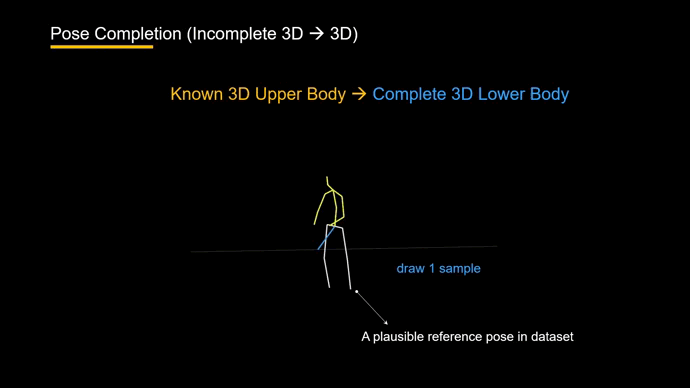 Pose Completion (Incomplete 3D → 3D)
Known 3D Upper Body → Complete 3D Lower Body
draw 1 sample
A plausible reference pose in dataset